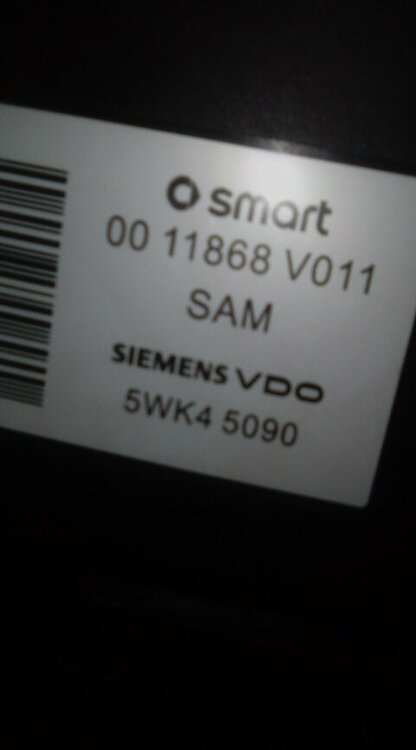 smart
00 11868 V011
SAM
SIEMENS VDO
5WK4 5090